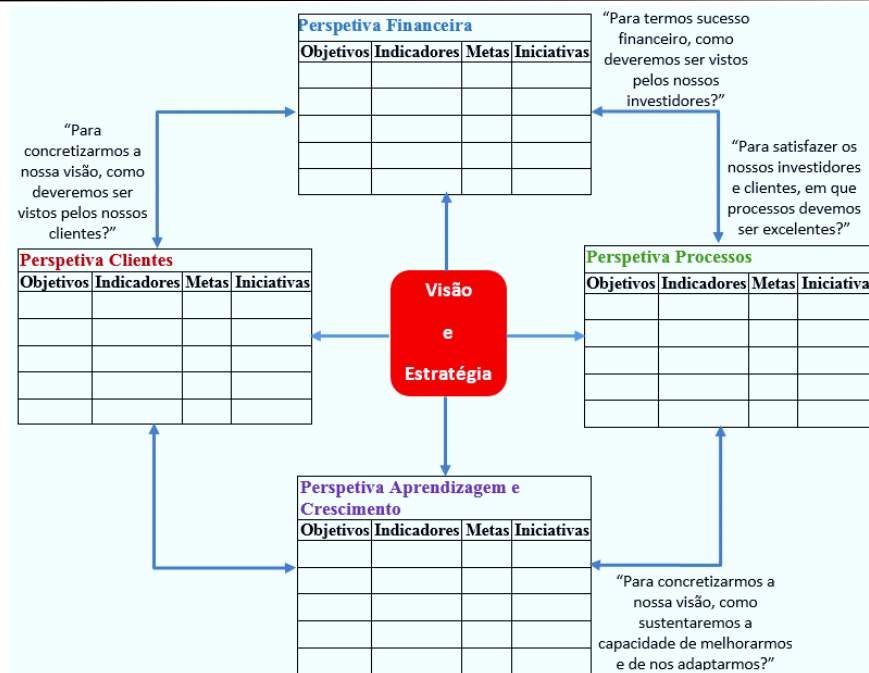 Perspetiva Financeira
Objetivos Indicadores Metas Iniciativas
“Para termos sucesso
financeiro, como
deveremos ser vistos
pelos nossos
investidores?”
“Para
concretizarmos a
nossa visão, como
deveremos ser
vistos pelos nossos
clientes?”
“Para satisfazer os
nossos investidores
e clientes, em que
processos devemos
ser excelentes?”
Perspetiva Clientes
Objetivos Indicadores Metas Iniciativas
Visão
e
Estratégia
Perspetiva Processos
Objetivos Indicadores Metas Iniciativa
Perspetiva Aprendizagem e
Crescimento
Objetivos Indicadores Metas Iniciativas
“Para concretizarmos a
nossa visão, como
sustentaremos a
capacidade de melhorarmos
e de nos adaptarmos?”